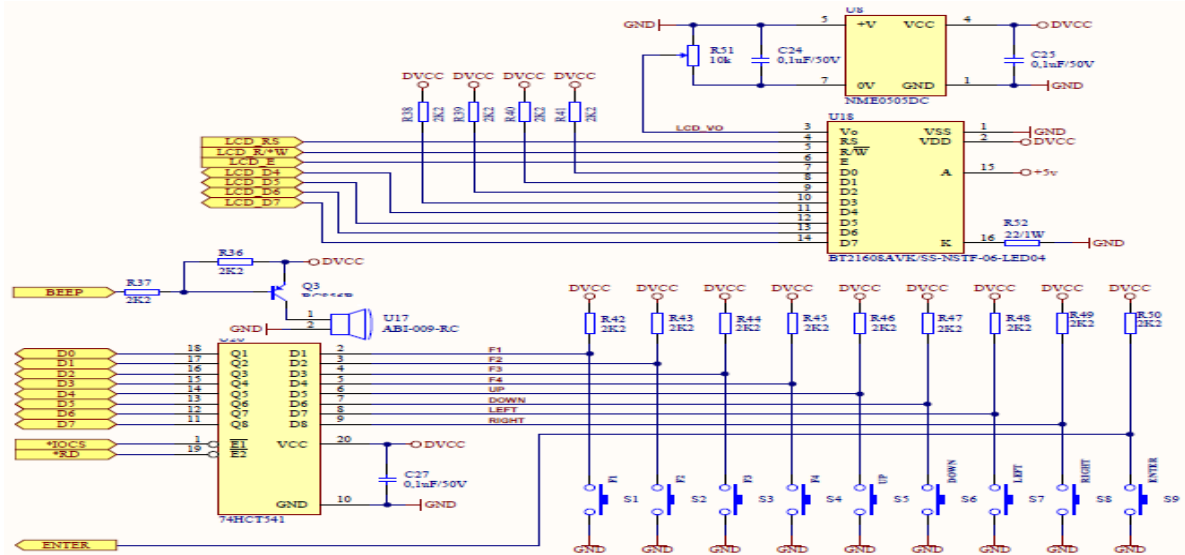 U8
GND 5 +V VCC 4 DVCC
R51 10k
C24 0,1uF/50V
C25 0,1uF/50V
7 0V GND 1 GND
NME0505DC
DVCC DVCC DVCC DVCC
R38 2K2
R39 2K2
R40 2K2
R41 2K2
U18
LCD_VO 3 Vo VSS 1 GND
LCD_RS 4 RS VDD 2 DVCC
LCD_R/*W 5 R/W
LCD_E 6 E
LCD_D4 7 D0 A 15 +5v
LCD_D5 8 D1
LCD_D6 9 D2
LCD_D7 10 D3
11 D4
12 D5
13 D6
14 D7 K 16 R52 22/1W GND
BT21608AVK/SS-NSTF-06-LED04
R36 2K2 DVCC
R37 2K2
BEEP
Q3
1
2
GND
U17
ABI-009-RC
DVCC DVCC DVCC DVCC DVCC DVCC DVCC DVCC DVCC
R42 2K2
R43 2K2
R44 2K2
R45 2K2
R46 2K2
R47 2K2
R48 2K2
R49 2K2
R50 2K2
D0 18 Q1 D1 2 F1
D1 17 Q2 D2 3 F2
D2 16 Q3 D3 4 F3
D3 15 Q4 D4 5 F4
D4 14 Q5 D5 6 UP
D5 13 Q6 D6 7 DOWN
D6 12 Q7 D7 8 LEFT
D7 11 Q8 D8 9 RIGHT
*IOCS 1 E1 VCC 20 DVCC
*RD 19 E2
C27
0,1uF/50V
GND 10 GND
74HCT541
F1 S1
F2 S2
F3 S3
F4 S4
UP S5
DOWN S6
LEFT S7
RIGHT S8
ENTER S9
GND GND GND GND GND GND GND GND GND
ENTER